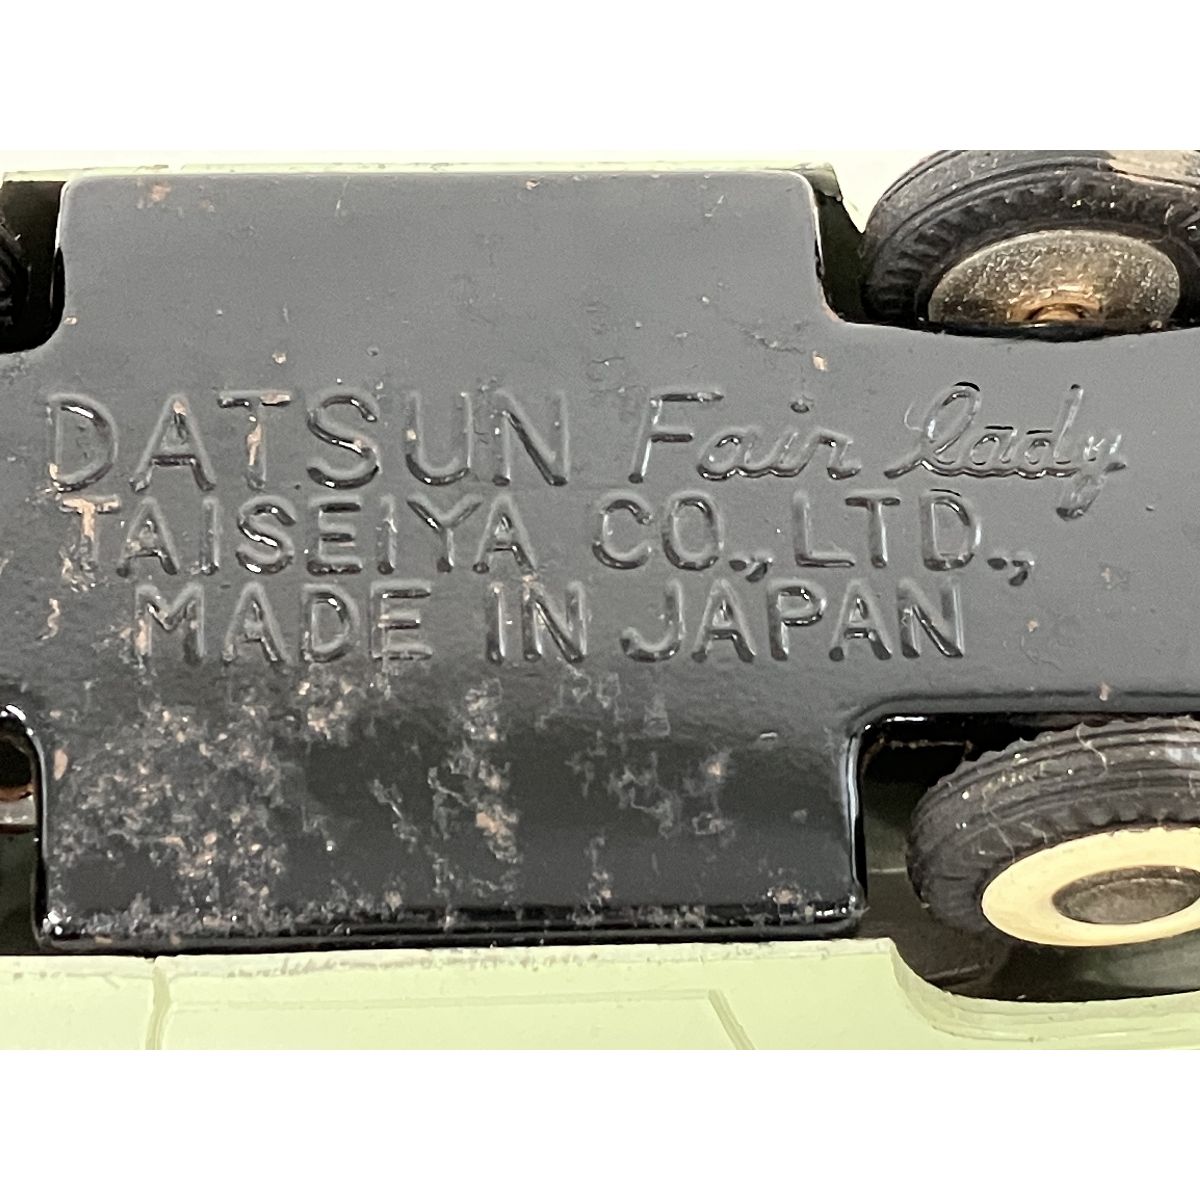 DATSUN Fair lady
TAISEIYA CO., LTD.,
MADE IN JAPAN